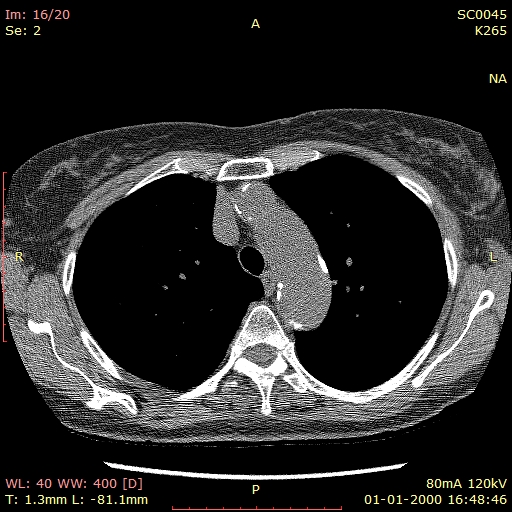 Im: 16/20
Se: 2
A
SC0045
K265
NA
R
L
WL: 40 WW: 400 [D]
T: 1.3mm L: -81.1mm
P
80mA 120kV
01-01-2000 16:48:46